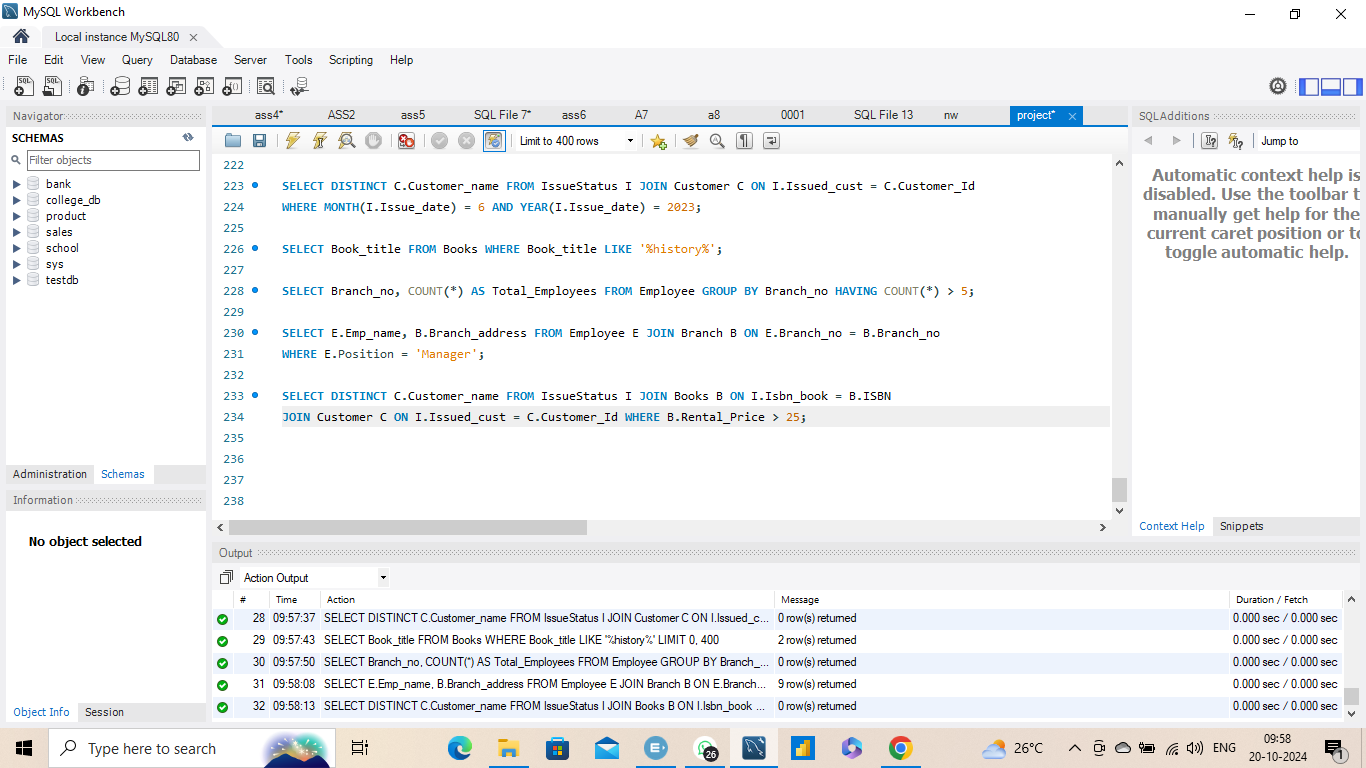 MySQL Workbench
Local instance MySQL80
File Edit View Query Database Server Tools Scripting Help
Navigator
SCHEMAS
Filter objects
bank
college_db
product
sales
school
sys
testdb
Administration Schemas
Information
No object selected
Object Info Session
ass4* ASS2 ass5 SQL File 7* ass6 A7 a8 0001 SQL File 13 nw project*
Limit to 400 rows
222
223 SELECT DISTINCT C.Customer_name FROM IssueStatus I JOIN Customer C ON I.Issued_cust = C.Customer_Id
224 WHERE MONTH(I.Issue_date) = 6 AND YEAR(I.Issue_date) = 2023;
225
226 SELECT Book_title FROM Books WHERE Book_title LIKE '%history%';
227
228 SELECT Branch_no, COUNT(*) AS Total_Employees FROM Employee GROUP BY Branch_no HAVING COUNT(*) > 5;
229
230 SELECT E.Emp_name, B.Branch_address FROM Employee E JOIN Branch B ON E.Branch_no = B.Branch_no
231 WHERE E.Position = 'Manager';
232
233 SELECT DISTINCT C.Customer_name FROM IssueStatus I JOIN Books B ON I.Isbn_book = B.ISBN
234 JOIN Customer C ON I.Issued_cust = C.Customer_Id WHERE B.Rental_Price > 25;
235
236
237
238
SQLAdditions
Jump to
Automatic context help is
disabled. Use the toolbar t
manually get help for the
current caret position or to
toggle automatic help.
Context Help Snippets
Output
Action Output
# Time Action Message Duration / Fetch
28 09:57:37 SELECT DISTINCT C.Customer_name FROM IssueStatus I JOIN Customer C ON I.Issued_c... 0 row(s) returned 0.000 sec / 0.000 sec
29 09:57:43 SELECT Book_title FROM Books WHERE Book_title LIKE '%history%' LIMIT 0, 400 2 row(s) returned 0.000 sec / 0.000 sec
30 09:57:50 SELECT Branch_no, COUNT(*) AS Total_Employees FROM Employee GROUP BY Branch_... 0 row(s) returned 0.000 sec / 0.000 sec
31 09:58:08 SELECT E.Emp_name, B.Branch_address FROM Employee E JOIN Branch B ON E.Branch... 9 row(s) returned 0.000 sec / 0.000 sec
32 09:58:13 SELECT DISTINCT C.Customer_name FROM IssueStatus I JOIN Books B ON I.Isbn_book ... 0 row(s) returned 0.000 sec / 0.000 sec
Type here to search
26
26°C
ENG
09:58
20-10-2024
1